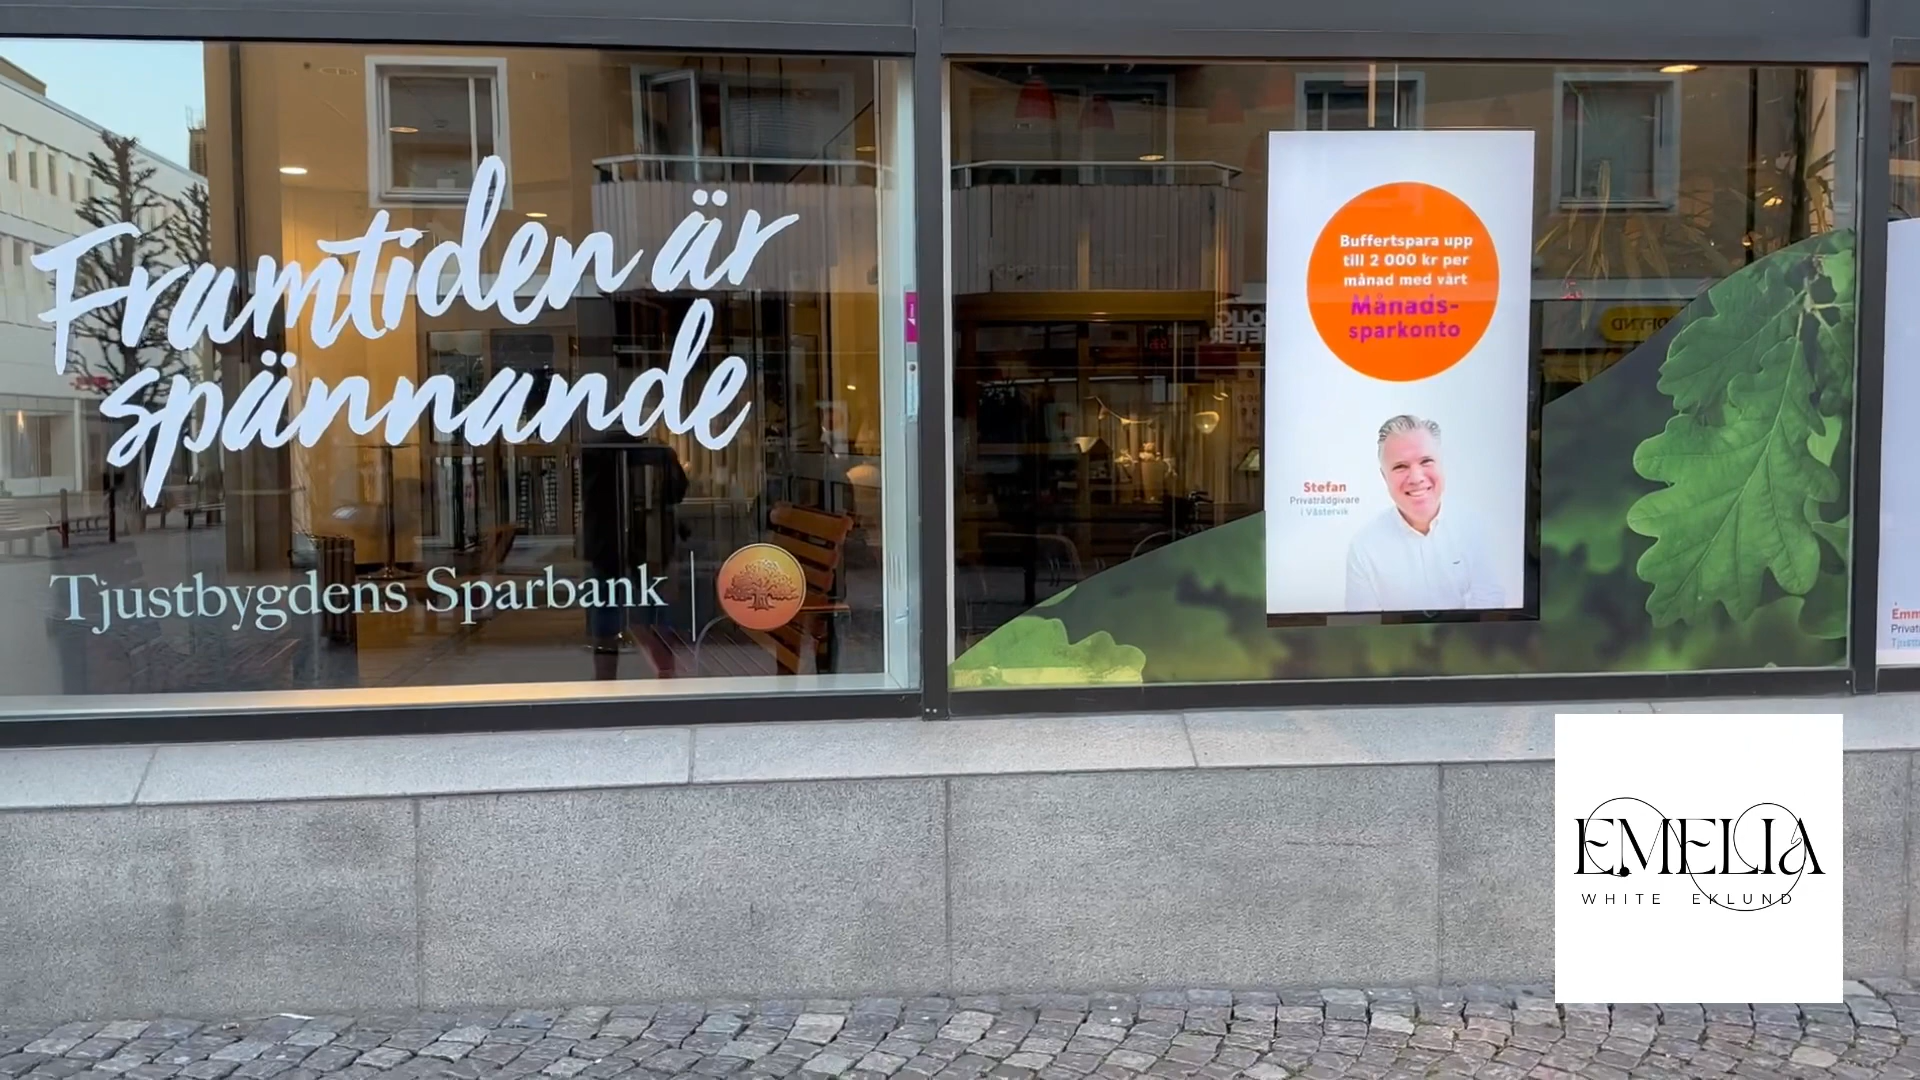 Framtiden är
spännande
Tjustbygdens Sparbank
Buffertspara upp
till 2 000 kr per
månad med vårt
Månads-
sparkonto
Stefan
Privatrådgivare
i Västervik
EMELIA
WHITE EKLUND